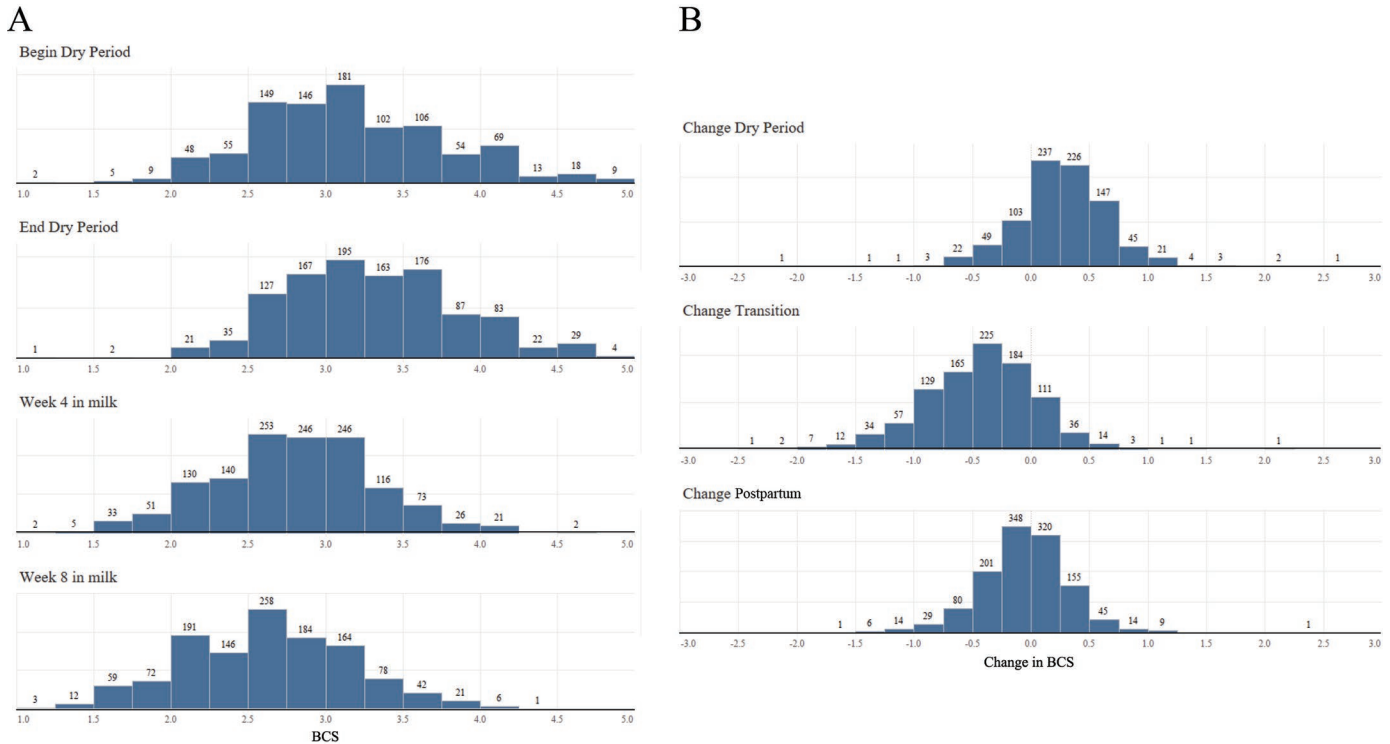 A
Begin Dry Period
2 5 9 48 55 149 146 181 102 106 54 69 13 18 9
1.0 1.5 2.0 2.5 3.0 3.5 4.0 4.5 5.0
End Dry Period
1 2 21 35 127 167 195 163 176 87 83 22 29 4
1.0 1.5 2.0 2.5 3.0 3.5 4.0 4.5 5.0
Week 4 in milk
2 5 33 51 130 140 253 246 246 116 73 26 21 2
1.0 1.5 2.0 2.5 3.0 3.5 4.0 4.5 5.0
Week 8 in milk
3 12 59 72 191 146 258 184 164 78 42 21 6 1
1.0 1.5 2.0 2.5 3.0 3.5 4.0 4.5 5.0
BCS
B
Change Dry Period
1 1 1 3 22 49 103 237 226 147 45 21 4 3 2 1
-3.0 -2.5 -2.0 -1.5 -1.0 -0.5 0.0 0.5 1.0 1.5 2.0 2.5 3.0
Change Transition
1 2 7 12 34 57 129 165 225 184 111 36 14 3 1 1 1
-3.0 -2.5 -2.0 -1.5 -1.0 -0.5 0.0 0.5 1.0 1.5 2.0 2.5 3.0
Change Postpartum
1 6 14 29 80 201 348 320 155 45 14 9 1
-3.0 -2.5 -2.0 -1.5 -1.0 -0.5 0.0 0.5 1.0 1.5 2.0 2.5 3.0
Change in BCS